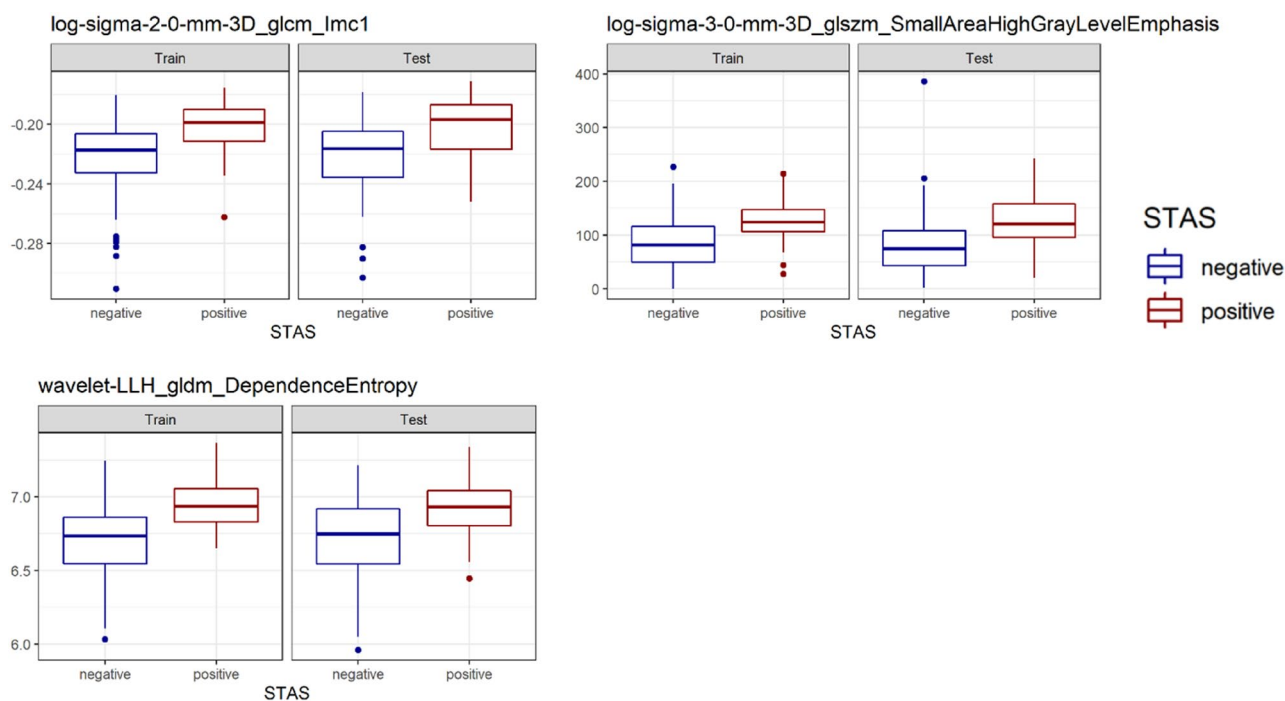 log-sigma-2-0-mm-3D_glcm_Imc1
Train
Test
-0.20
-0.24
-0.28
negative
positive
negative
positive
STAS
log-sigma-3-0-mm-3D_glszm_SmallAreaHighGrayLevelEmphasis
Train
Test
400
300
200
100
0
negative
positive
negative
positive
STAS
STAS
negative
positive
wavelet-LLH_gldm_DependenceEntropy
Train
Test
7.0
6.5
6.0
negative
positive
negative
positive
STAS